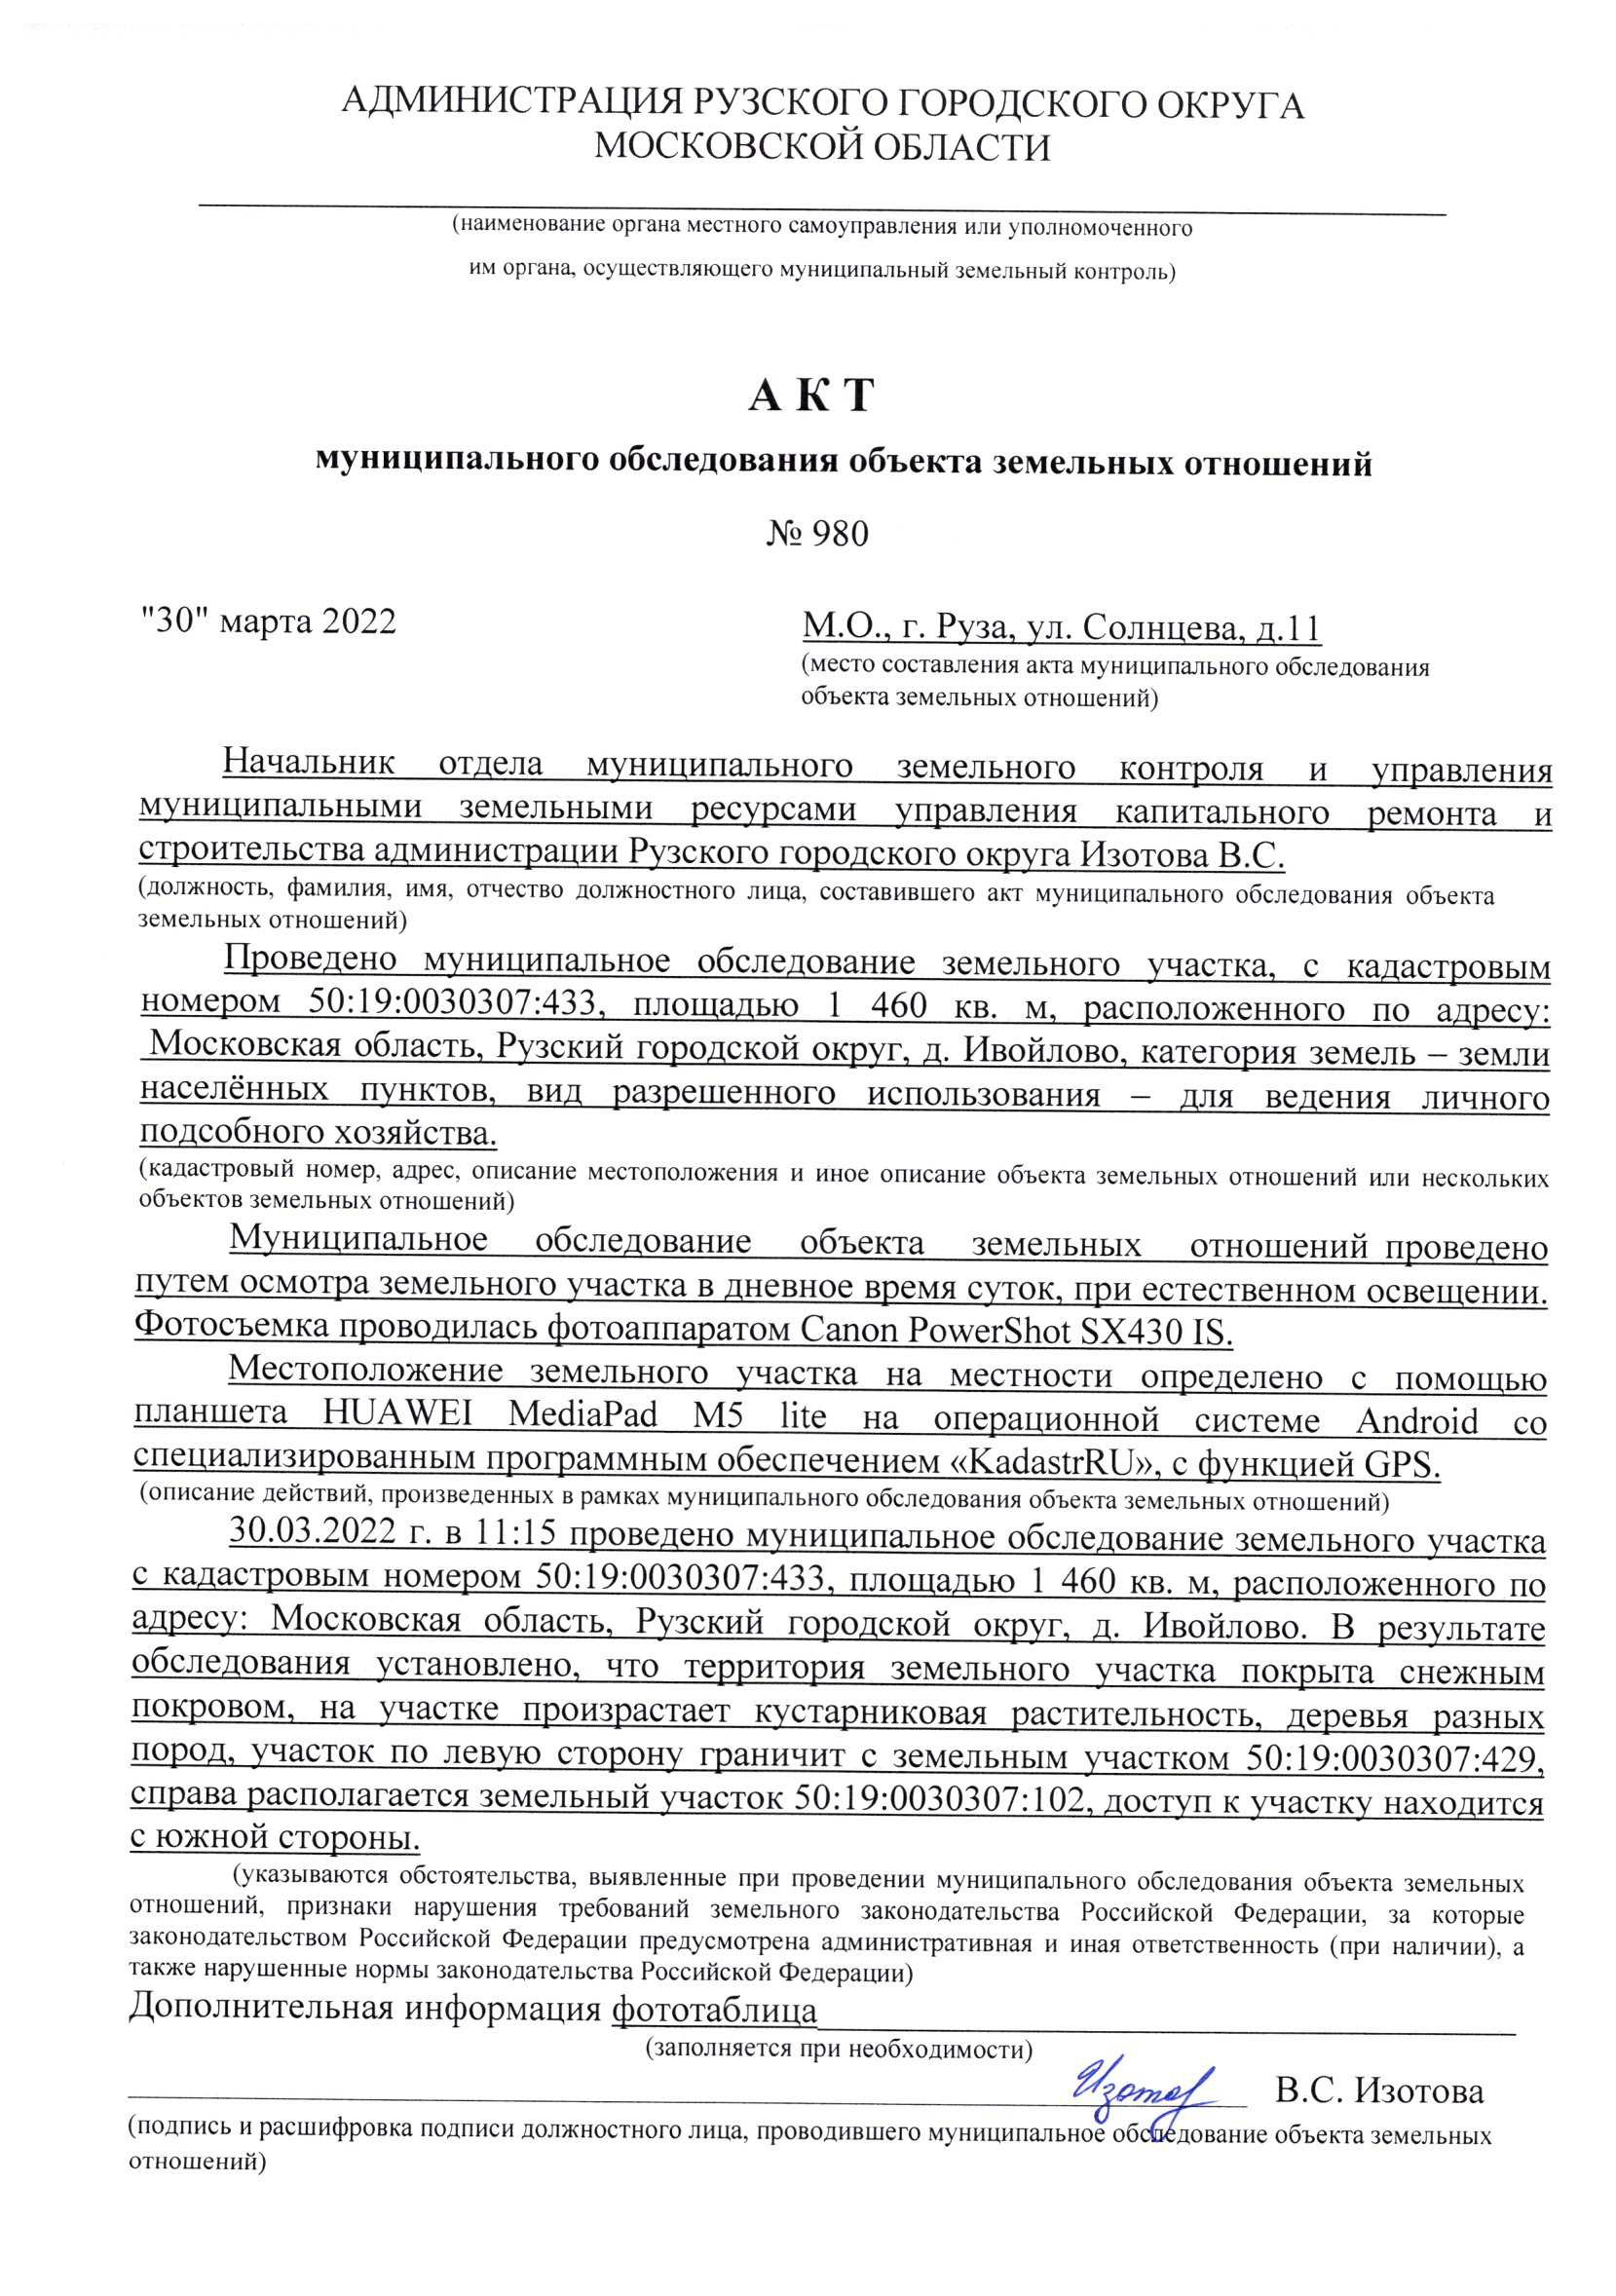 АДМИНИСТРАЦИЯ РУЗСКОГО ГОРОДСКОГО ОКРУГА
МОСКОВСКОЙ ОБЛАСТИ
(наименование органа местного самоуправления или уполномоченного
им органа, осуществляющего муниципальный земельный контроль)
А К Т
муниципального обследования объекта земельных отношений
№ 980
"30" марта 2022
М.О., г. Руза, ул. Солнцева, д.11
(место составления акта муниципального обследования
объекта земельных отношений)
Начальник отдела муниципального земельного контроля и управления
муниципальными земельными ресурсами управления капитального ремонта и
строительства администрации Рузского городского округа Изотова В.С.
(должность, фамилия, имя, отчество должностного лица, составившего акт муниципального обследования объекта
земельных отношений)
Проведено муниципальное обследование земельного участка, с кадастровым
номером 50:19:0030307:433, площадью 1 460 кв. м, расположенного по адресу:
Московская область, Рузский городской округ, д. Ивойлово, категория земель – земли
населённых пунктов, вид разрешенного использования – для ведения личного
подсобного хозяйства.
(кадастровый номер, адрес, описание местоположения и иное описание объекта земельных отношений или нескольких
объектов земельных отношений)
Муниципальное обследование объекта земельных отношений проведено
путем осмотра земельного участка в дневное время суток, при естественном освещении.
Фотосъемка проводилась фотоаппаратом Canon PowerShot SX430 IS.
Местоположение земельного участка на местности определено с помощью
планшета HUAWEI MediaPad M5 lite на операционной системе Android со
специализированным программным обеспечением «KadastrRU», с функцией GPS.
(описание действий, произведенных в рамках муниципального обследования объекта земельных отношений)
30.03.2022 г. в 11:15 проведено муниципальное обследование земельного участка
с кадастровым номером 50:19:0030307:433, площадью 1 460 кв. м, расположенного по
адресу: Московская область, Рузский городской округ, д. Ивойлово. В результате
обследования установлено, что территория земельного участка покрыта снежным
покровом, на участке произрастает кустарниковая растительность, деревья разных
пород, участок по левую сторону граничит с земельным участком 50:19:0030307:429,
справа располагается земельный участок 50:19:0030307:102, доступ к участку находится
с южной стороны.
(указываются обстоятельства, выявленные при проведении муниципального обследования объекта земельных
отношений, признаки нарушения требований земельного законодательства Российской Федерации, за которые
законодательством Российской Федерации предусмотрена административная и иная ответственность (при наличии), а
также нарушенные нормы законодательства Российской Федерации)
Дополнительная информация фототаблица
(заполняется при необходимости)
Изотов В.С. Изотова
(подпись и расшифровка подписи должностного лица, проводившего муниципальное обследование объекта земельных
отношений)